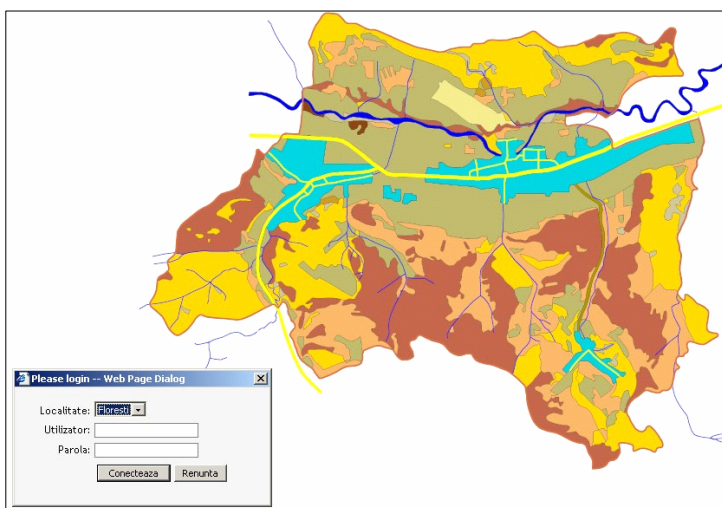 Please login -- Web Page Dialog
Localitate: Floresti
Utilizator:
Parola:
Conecteaza Renunta